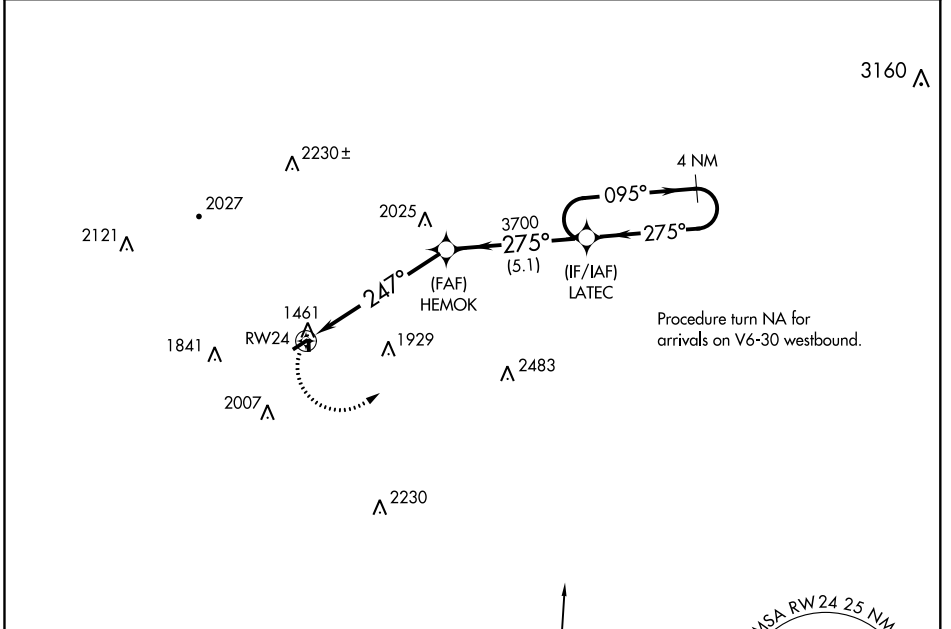 3160
2230±
4 NM
2027
095°
2025
3700
2121
275°
275°
(5.1)
(IF/IAF)
LATEC
(FAF)
HEMOK
247°
1461
RW24
Procedure turn NA for
arrivals on V6-30 westbound.
1841
1929
2483
2007
2230
MSA RW24 25 NM